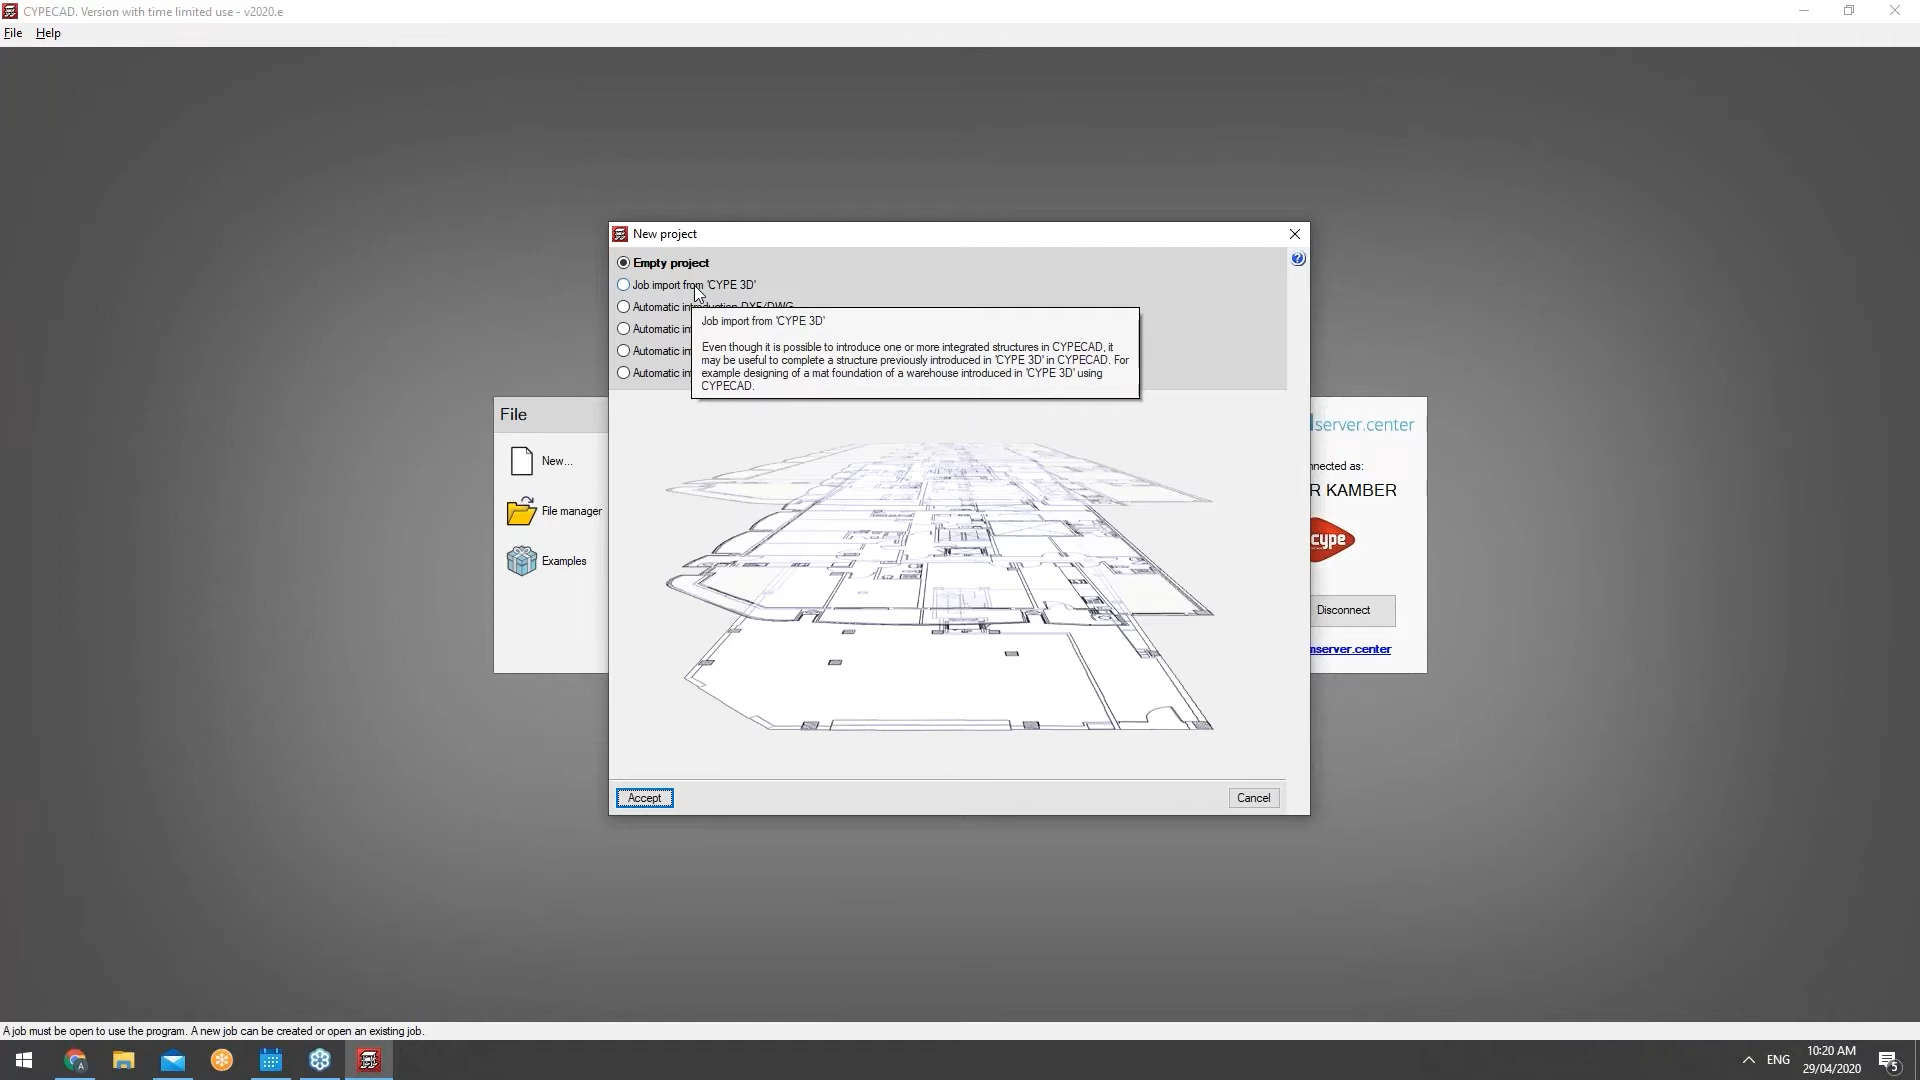 CYPECAD. Version with time limited use - v2020.e
File Help
New project
Empty project
Job import from 'CYPE 3D'
Automatic introduction DXF/DWG
Automatic in
Automatic in
Automatic in
Job import from 'CYPE 3D'
Even though it is possible to introduce one or more integrated structures in CYPECAD, it
may be useful to complete a structure previously introduced in 'CYPE 3D' in CYPECAD. For
example designing of a mat foundation of a warehouse introduced in 'CYPE 3D' using
CYPECAD.
File
New...
File manager
Examples
server.center
nnected as:
R KAMBER
cype
Disconnect
mserver.center
Accept Cancel
A job must be open to use the program. A new job can be created or open an existing job.
A
ENG
10:20 AM
29/04/2020
5